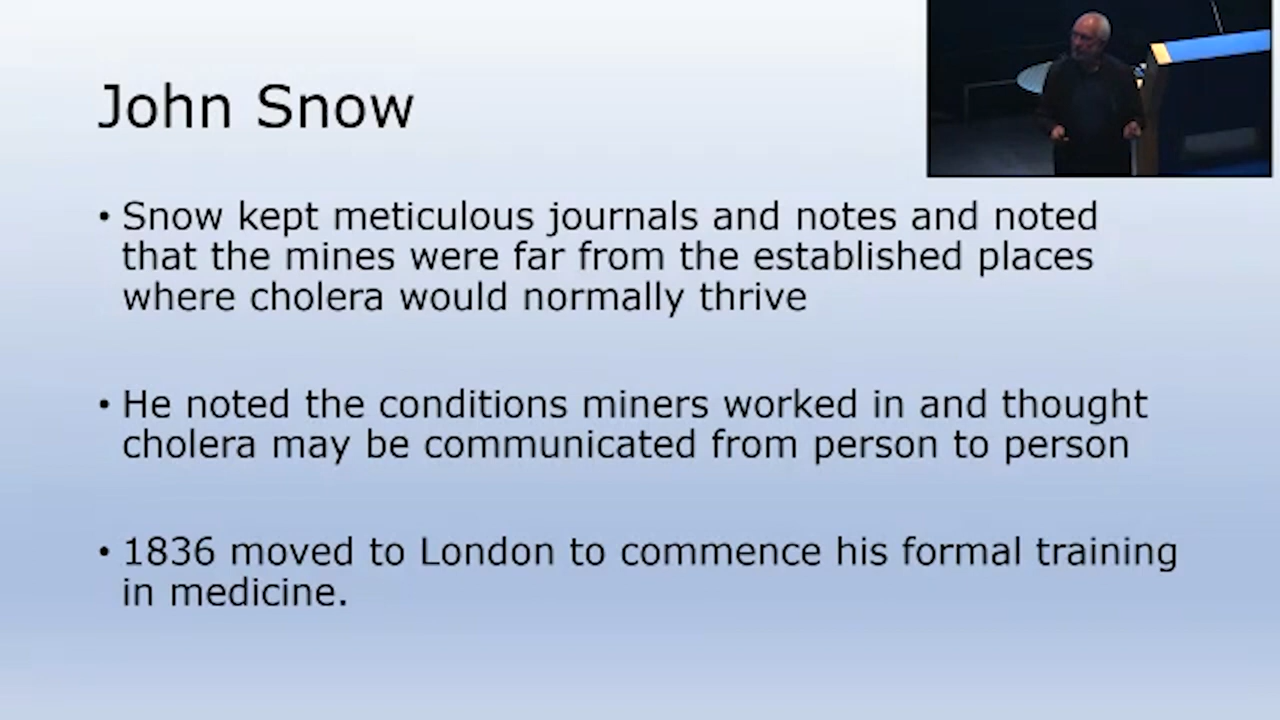 John Snow
• Snow kept meticulous journals and notes and noted
that the mines were far from the established places
where cholera would normally thrive
• He noted the conditions miners worked in and thought
cholera may be communicated from person to person
• 1836 moved to London to commence his formal training
in medicine.